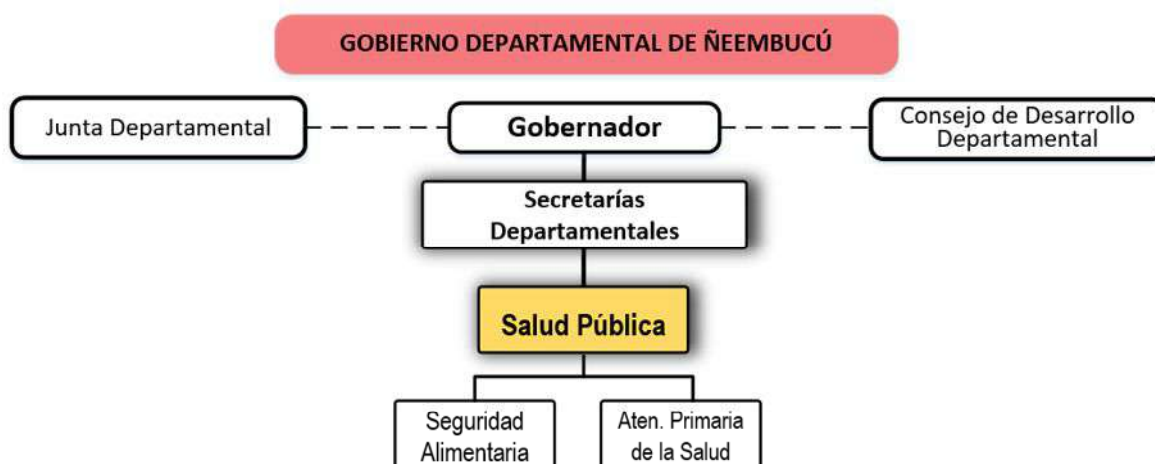 GOBIERNO DEPARTAMENTAL DE ÑEEMBUCÚ
Junta Departamental
Gobernador
Consejo de Desarrollo
Departamental
Secretarías
Departamentales
Salud Pública
Seguridad
Alimentaria
Aten. Primaria
de la Salud